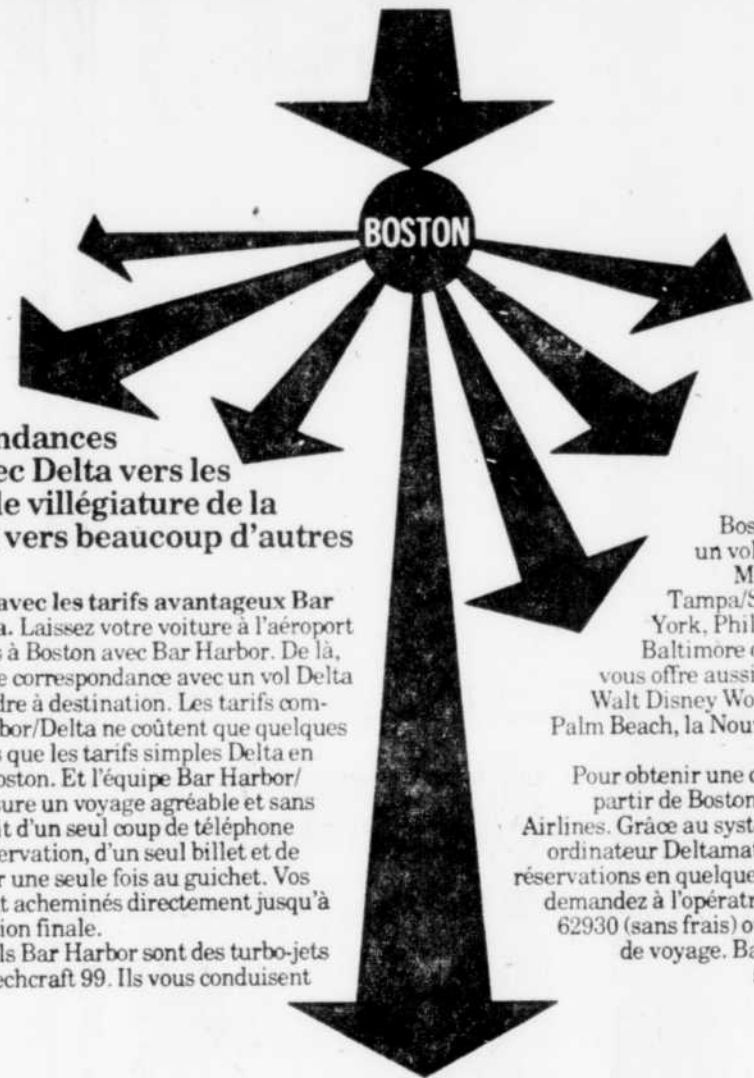 BOSTON
ndances
ec Delta vers les
le villégiature de la
vers beaucoup d'autres
avec les tarifs avantageux Bar
a. Laissez votre voiture à l'aéroport
s à Boston avec Bar Harbor. De là,
e correspondance avec un vol Delta
dre à destination. Les tarifs com-
bor/Delta ne coûtent que quelques
s que les tarifs simples Delta en
oston. Et l'équipe Bar Harbor/
sure un voyage agréable et sans
it d'un seul coup de téléphone
servation, d'un seul billet et de
r une seule fois au guichet. Vos
t acheminés directement jusqu'à
ion finale.
ls Bar Harbor sont des turbo-jets
echcraft 99. Ils vous conduisent
Bos
un vol
M
Tampa/S
York, Phil
Baltimore
vous offre aussi
Walt Disney Wo
Palm Beach, la Nou
Pour obtenir une
partir de Boston
Airlines. Grâce au syst
ordinateur Deltamat
réservations en quelque
demandez à l'opératr
62930 (sans frais) o
de voyage. Ba